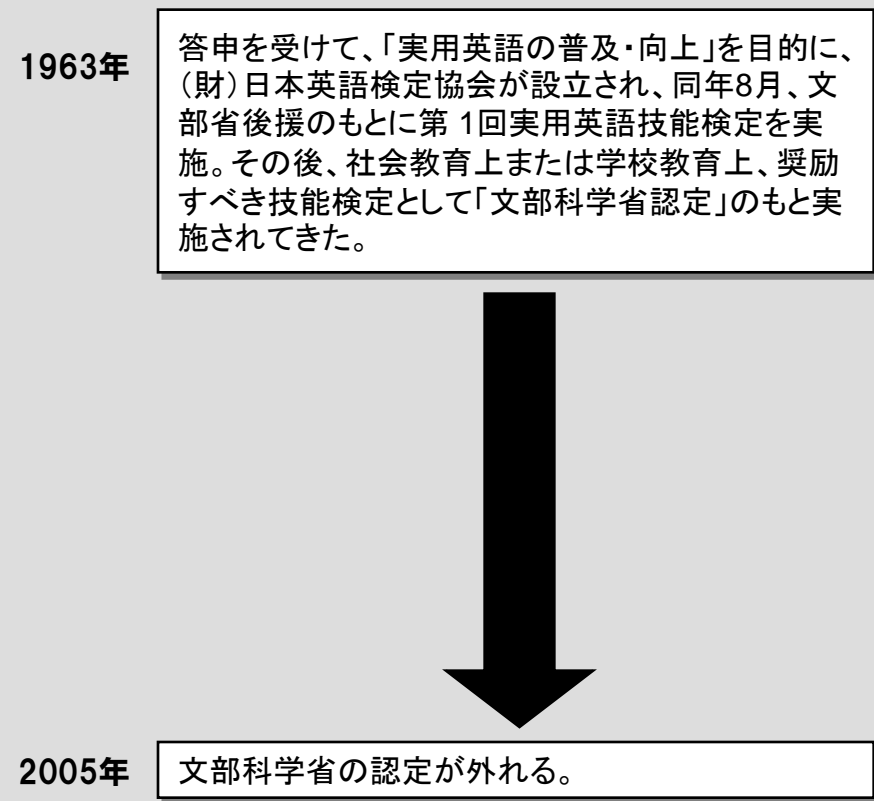 1963年
答申を受けて、「実用英語の普及・向上」を目的に、
（財）日本英語検定協会が設立され、同年8月、文
部省後援のもとに第 1回実用英語技能検定を実
施。その後、社会教育上または学校教育上、奨励
すべき技能検定として「文部科学省認定」のもと実
施されてきた。
2005年
文部科学省の認定が外れる。